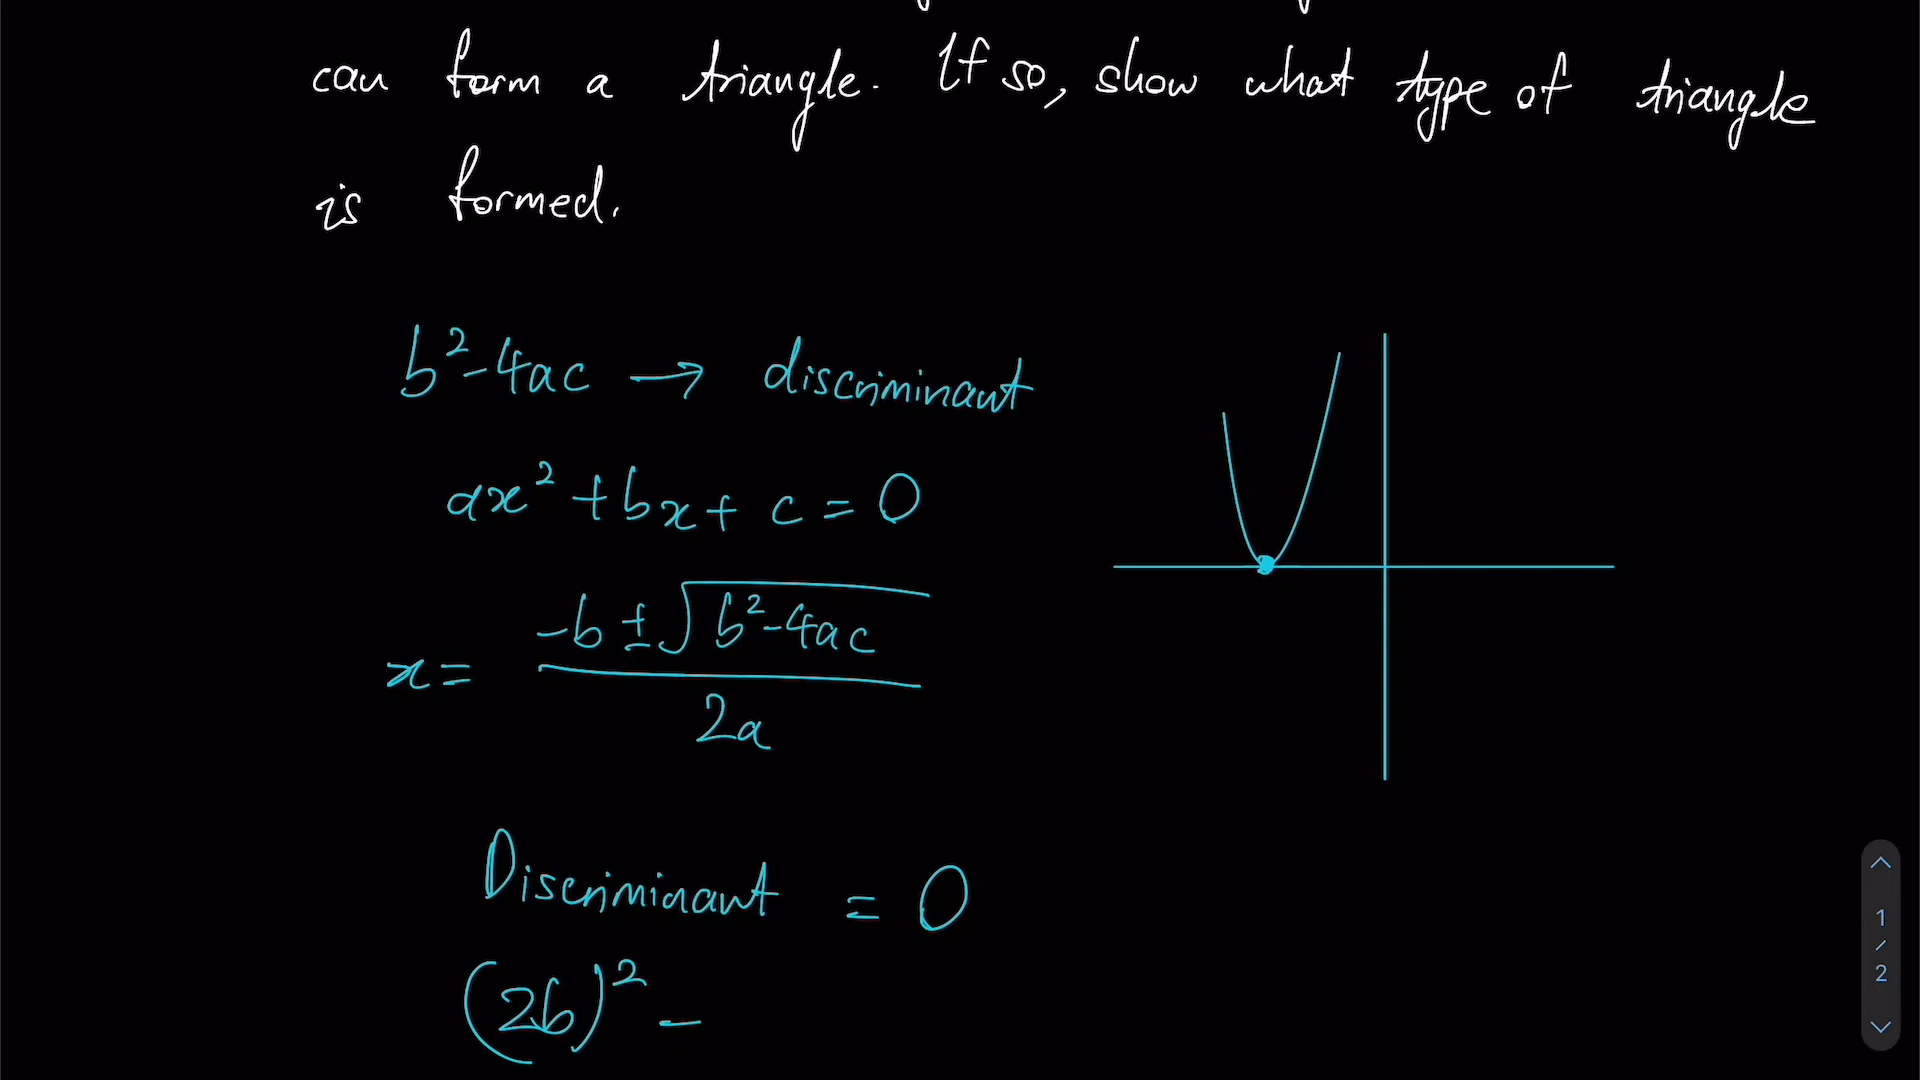 can form a triangle. If so, show what type of triangle
is formed.
b²-4ac → discriminant
ax² + bx + c = 0
x = (-b ± √(b²-4ac)) / 2a
Discriminant = 0
(2b)² -
1
/
2